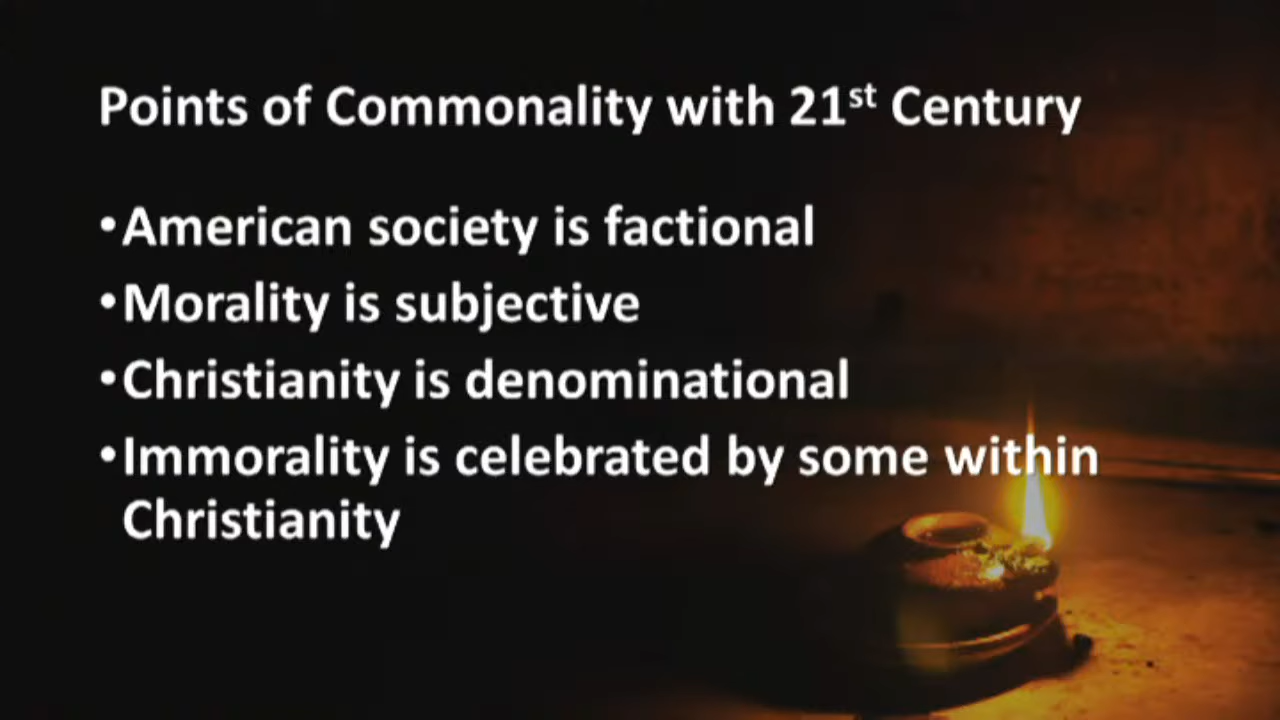 Points of Commonality with 21st Century
•American society is factional
•Morality is subjective
•Christianity is denominational
•Immorality is celebrated by some within
Christianity